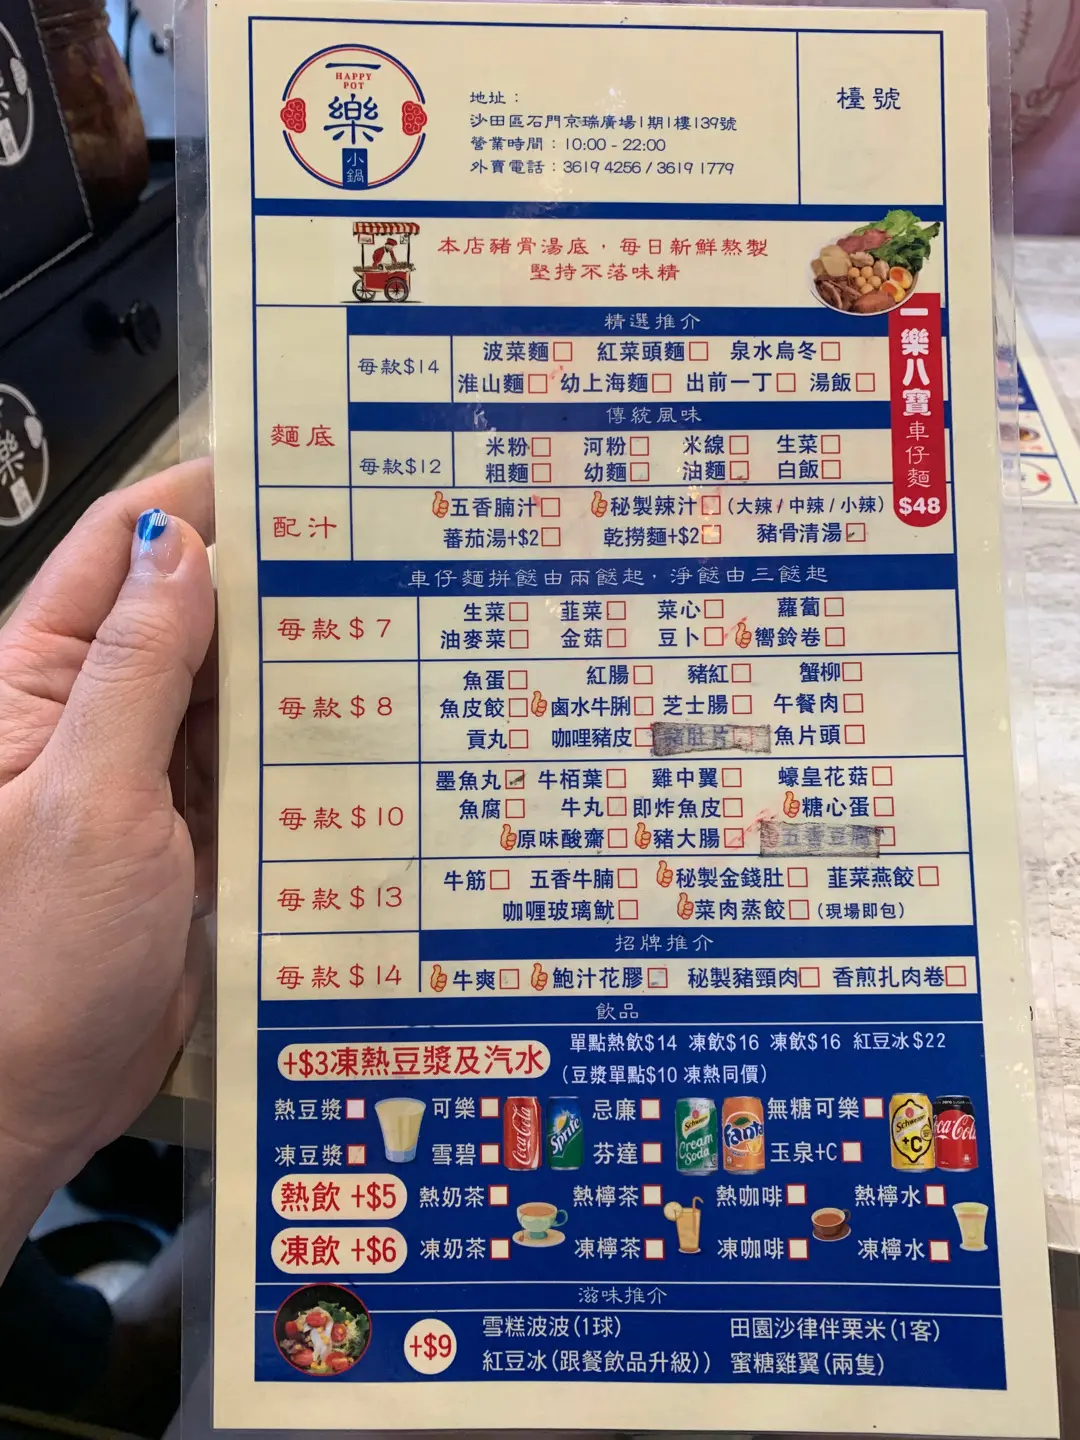 一
HAPPY
POT
樂
小鍋
地址：
沙田區石門京瑞廣場1期1樓139號
營業時間：10:00 - 22:00
外賣電話：3619 4256 / 3619 1779
檯號
本店豬骨湯底，每日新鮮熬製
堅持不落味精
一樂八寶車仔麵
$48
精選推介
麵底
每款$14
波菜麵 紅菜頭麵 泉水烏冬
淮山麵 幼上海麵 出前一丁 湯飯
傳統風味
每款$12
米粉 河粉 米線 生菜
粗麵 幼麵 油麵 白飯
配汁
五香腩汁 秘製辣汁 (大辣 / 中辣 / 小辣)
蕃茄湯+$2 乾撈麵+$2 豬骨清湯
車仔麵拼餸由兩餸起，淨餸由三餸起
每款$7
生菜 韮菜 菜心 蘿蔔
油麥菜 金菇 豆卜 嚮鈴卷
每款$8
魚蛋 紅腸 豬紅 蟹柳
魚皮餃 鹵水牛脷 芝士腸 午餐肉
貢丸 咖哩豬皮 魚片頭
每款$10
墨魚丸 牛栢葉 雞中翼 蠔皇花菇
魚腐 牛丸 即炸魚皮 糖心蛋
原味酸齋 豬大腸 五香豆腐
每款$13
牛筋 五香牛腩 秘製金錢肚 韮菜燕餃
咖喱玻璃魷 菜肉蒸餃 (現場即包)
招牌推介
每款$14
牛爽 鮑汁花膠 秘製豬頸肉 香煎扎肉卷
飲品
+$3凍熱豆漿及汽水
單點熱飲$14 凍飲$16 凍飲$16 紅豆冰$22
(豆漿單點$10 凍熱同價)
熱豆漿 可樂 忌廉 無糖可樂
凍豆漿 雪碧 芬達 玉泉+C
Coca-Cola
Sprite
Schweppes
Cream
Soda
Fanta
Schweppes
+C
Coca-Cola
熱飲 +$5
熱奶茶 熱檸茶 熱咖啡 熱檸水
凍飲 +$6
凍奶茶 凍檸茶 凍咖啡 凍檸水
滋味推介
+$9
雪糕波波(1球) 田園沙律伴栗米(1客)
紅豆冰(跟餐飲品升級)) 蜜糖雞翼(兩隻)